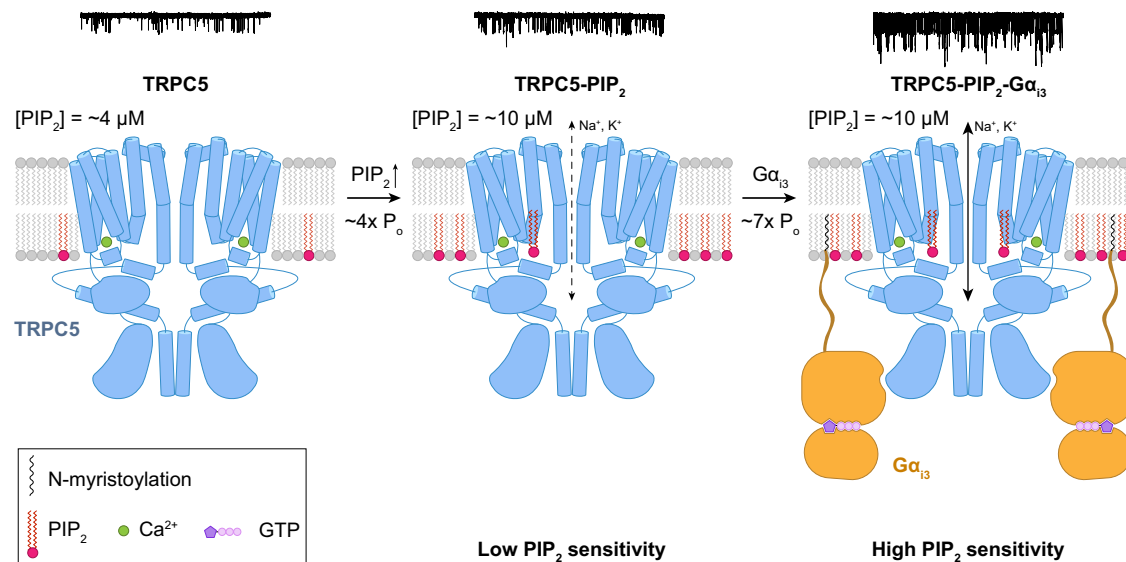 TRPC5
TRPC5-PIP₂
TRPC5-PIP₂-Gαᵢ₃
[PIP₂] = ~4 μM
[PIP₂] = ~10 μM
[PIP₂] = ~10 μM
Na⁺, K⁺
Na⁺, K⁺
PIP₂↑
~4x Pₒ
Gαᵢ₃
~7x Pₒ
TRPC5
Gαᵢ₃
N-myristoylation
PIP₂
Ca²⁺
GTP
Low PIP₂ sensitivity
High PIP₂ sensitivity